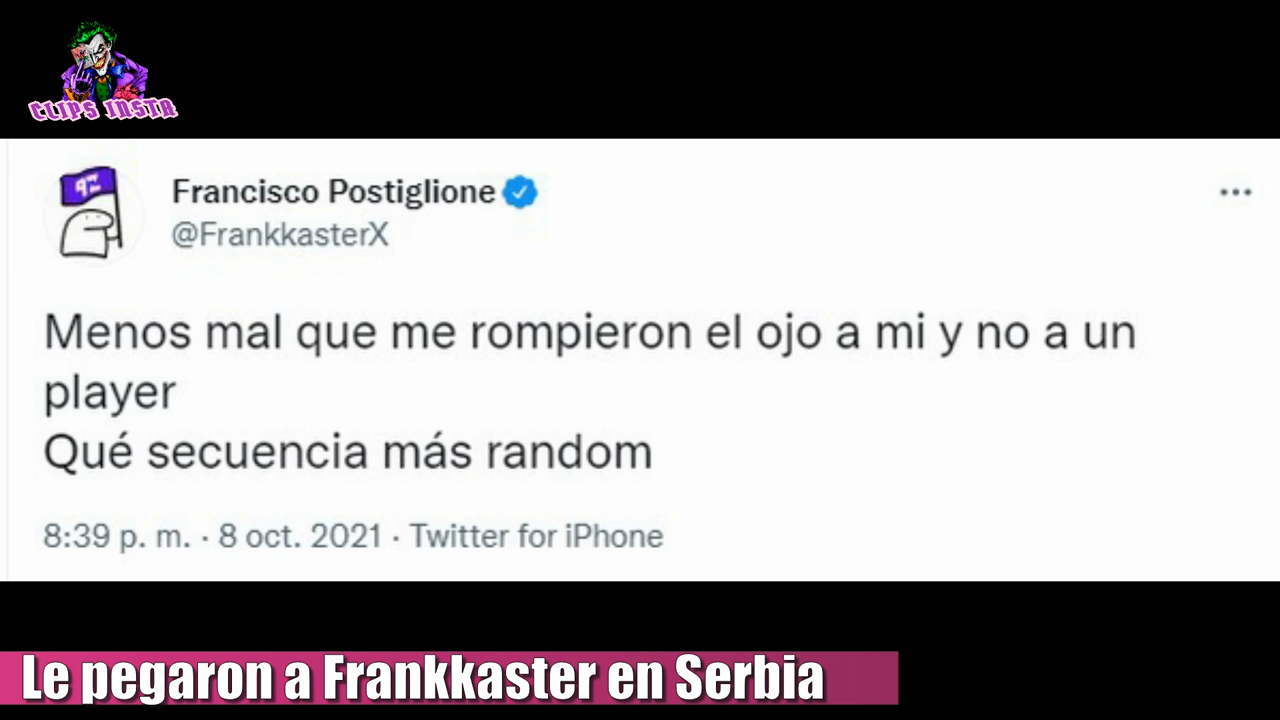 CLIPS INSTA
9Z
Francisco Postiglione
@FrankkasterX
Menos mal que me rompieron el ojo a mi y no a un
player
Qué secuencia más random
8:39 p. m. · 8 oct. 2021 · Twitter for iPhone
Le pegaron a Frankkaster en Serbia